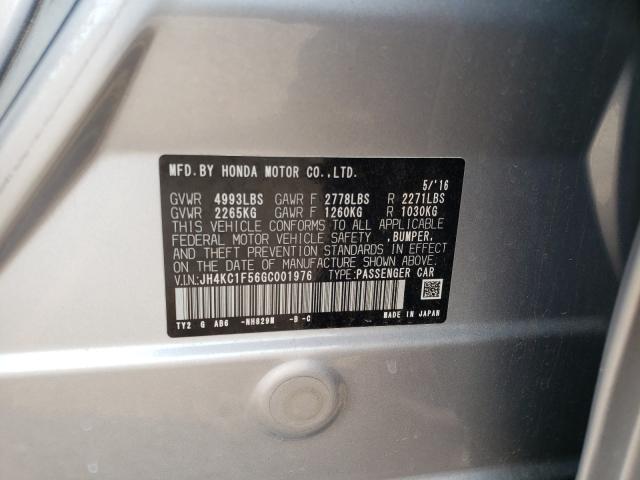 MFD.BY HONDA MOTOR CO.,LTD.
5/'16
GVWR 4993LBS GAWR F 2778LBS R 2271LBS
GVWR 2265KG GAWR F 1260KG R 1030KG
THIS VEHICLE CONFORMS TO ALL APPLICABLE
FEDERAL MOTOR VEHICLE SAFETY ,BUMPER,
AND THEFT PREVENTION STANDARDS IN EFFECT
ON THE DATE OF MANUFACTURE SHOWN ABOVE.
V.IN.:JH4KC1F56GC001976 TYPE:PASSENGER CAR
TY2 G AB6 -NH829M -B -C MADE IN JAPAN